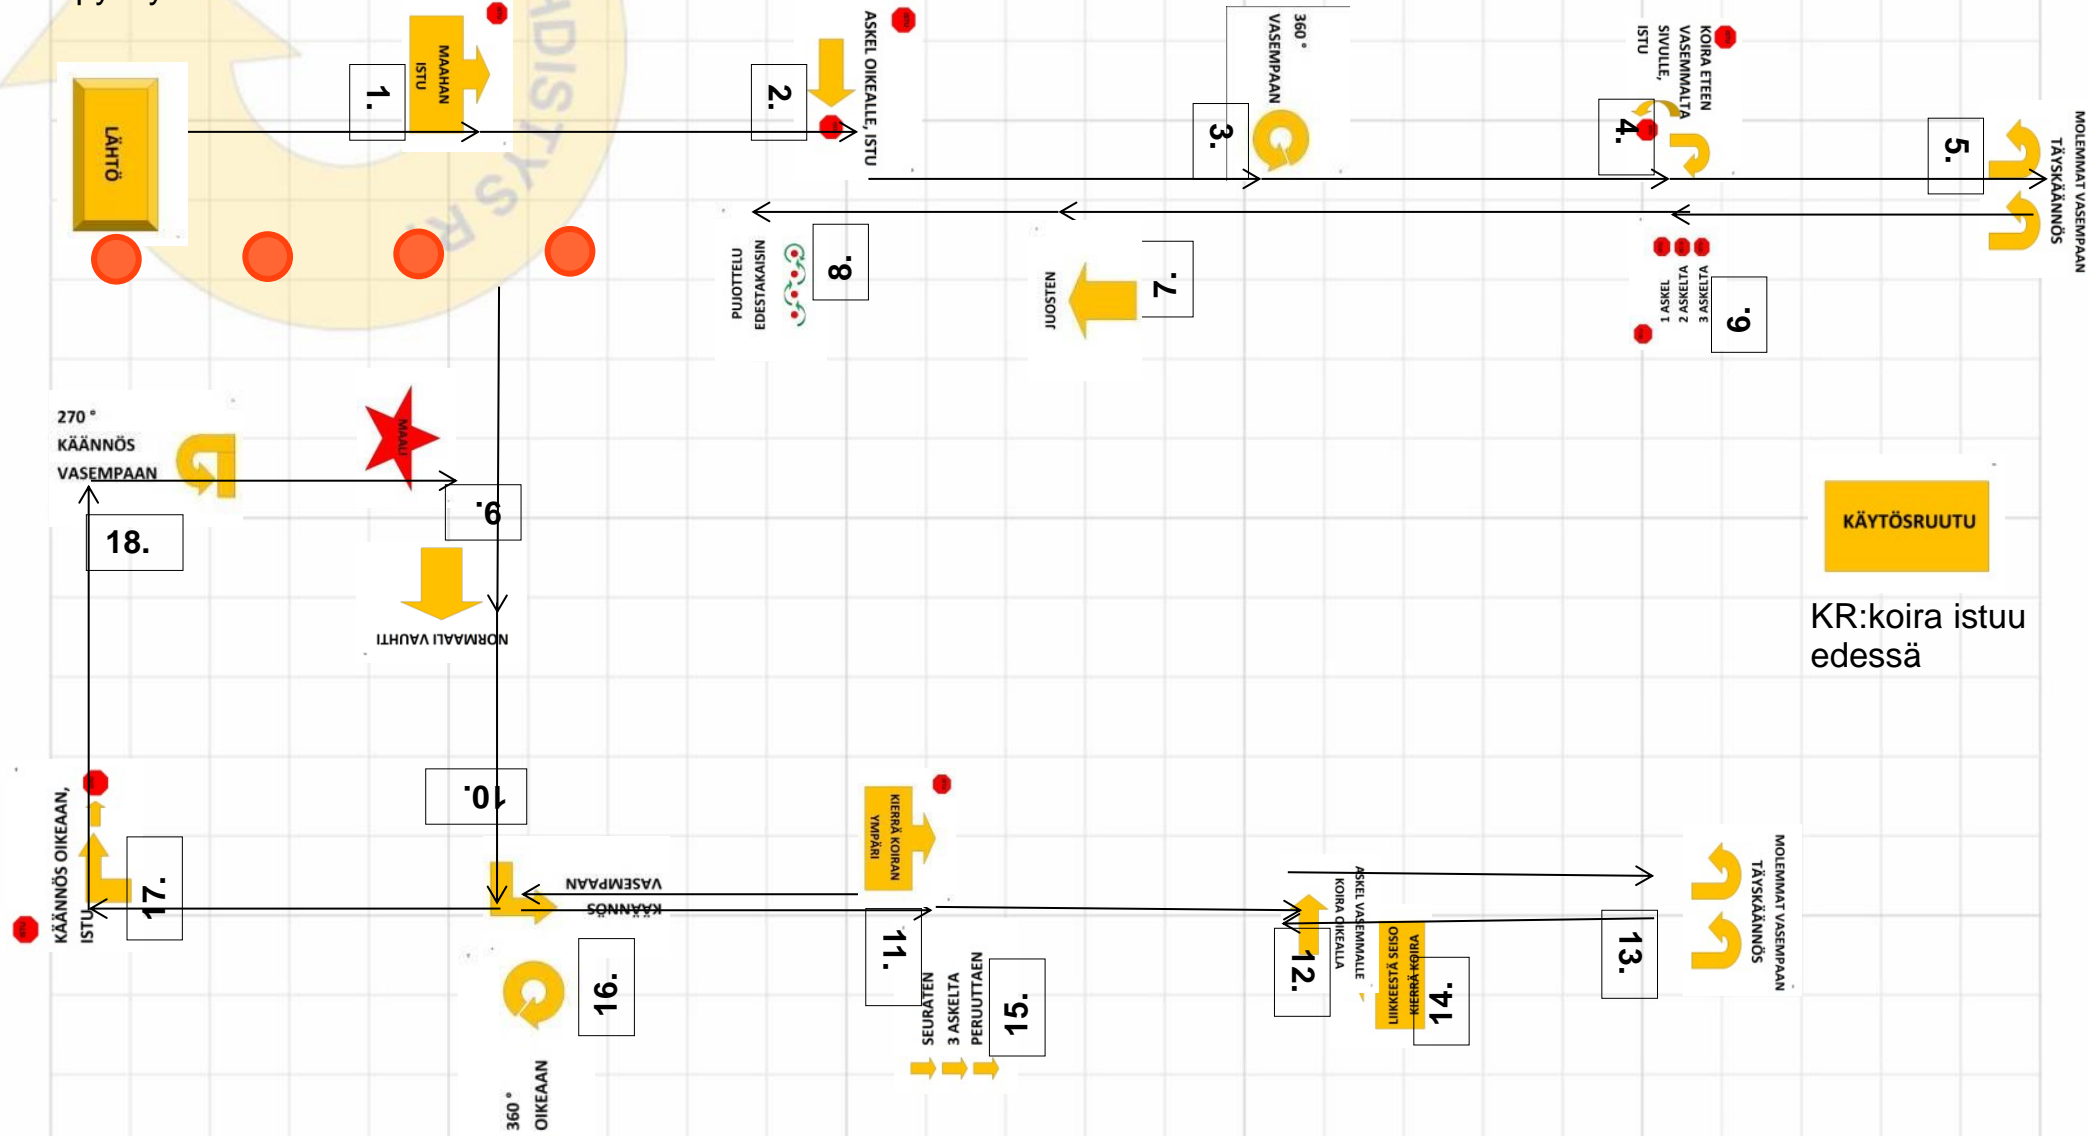 LÄHTÖ
1.
MAAHAN
ISTU
2.
ASKEL OIKEALLE, ISTU
3.
360 °
VASEMPAAN
4.
KOIRA ETEEN
VASEMMALTA
SIVULLE,
ISTU
5.
MOLEMMAT VASEMPAAN
TÄYSKÄÄNNÖS
6.
1 ASKEL
2 ASKELTA
3 ASKELTA
7.
JUOSTEN
8.
PUJOTTELU
EDESTAKAISIN
DISTYS R
9.
NORMAALI VAUHTI
10.
KÄÄNNÖS
VASEMPAAN
11.
KIERRÄ KOIRAN
YMPÄRI
12.
ASKEL VASEMMALLE
KOIRA OIKEALLA
13.
MOLEMMAT VASEMPAAN
TÄYSKÄÄNNÖS
14.
LIIKKEESTÄ SEISO
KIERRÄ KOIRA
15.
SEURATEN
3 ASKELTA
PERUUTTAEN
16.
360 °
OIKEAAN
17.
KÄÄNNÖS OIKEAAN,
ISTU
18.
270 °
KÄÄNNÖS
VASEMPAAN
MAALI
KÄYTÖSRUUTU
KR:koira istuu
edessä